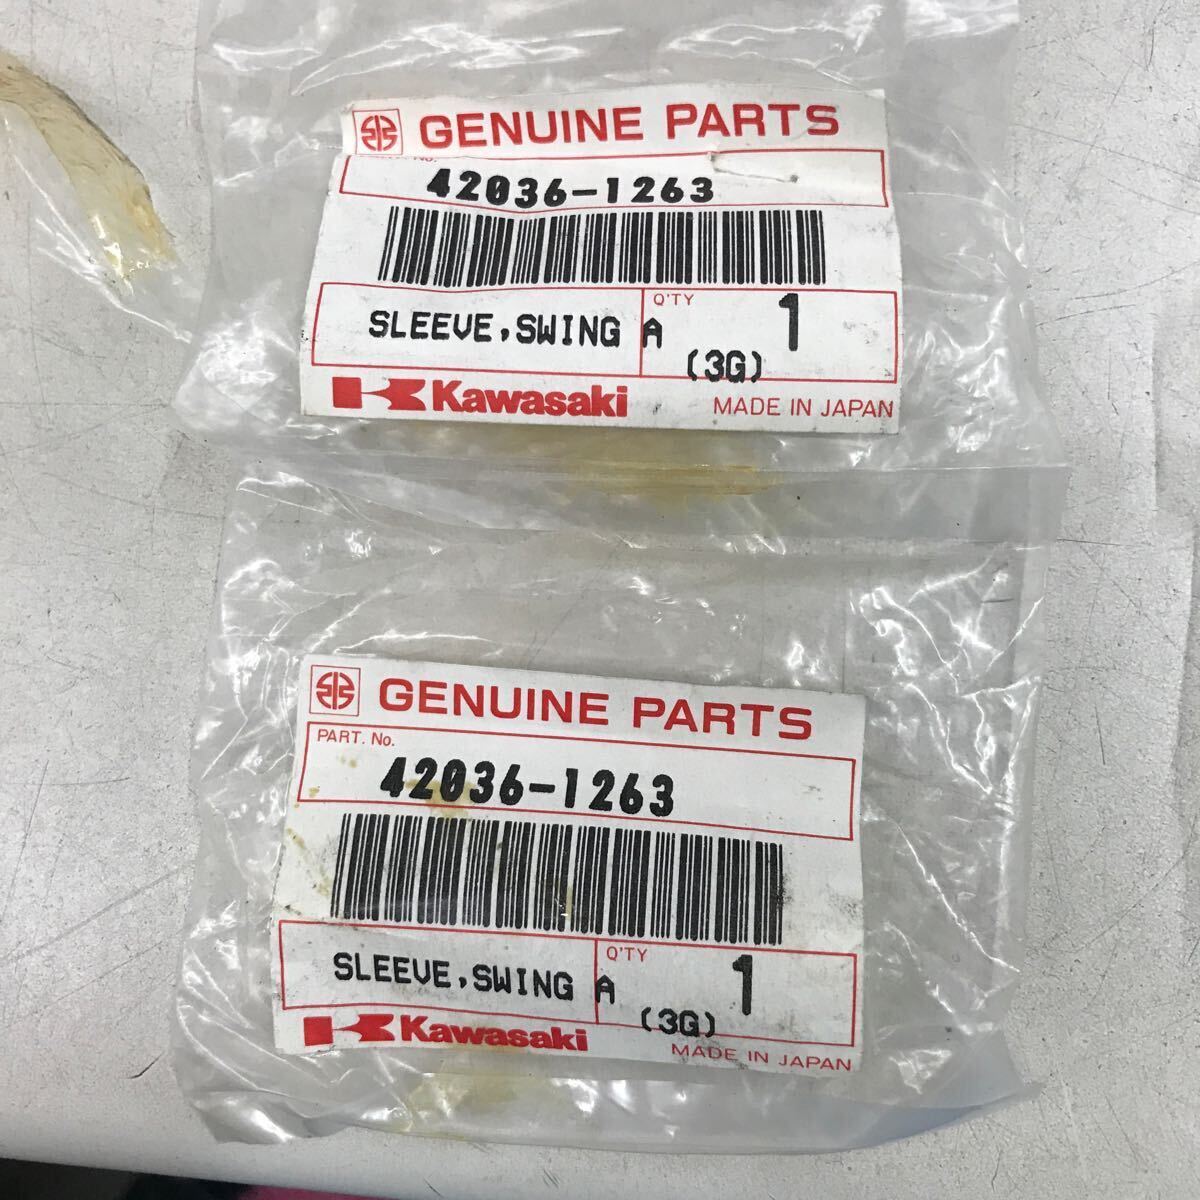 GENUINE PARTS
42036-1263
Q'TY
1
SLEEVE,SWING A
(3G)
Kawasaki
MADE IN JAPAN
GENUINE PARTS
PART. No.
42036-1263
Q'TY
1
SLEEVE,SWING A
(3G)
Kawasaki
MADE IN JAPAN